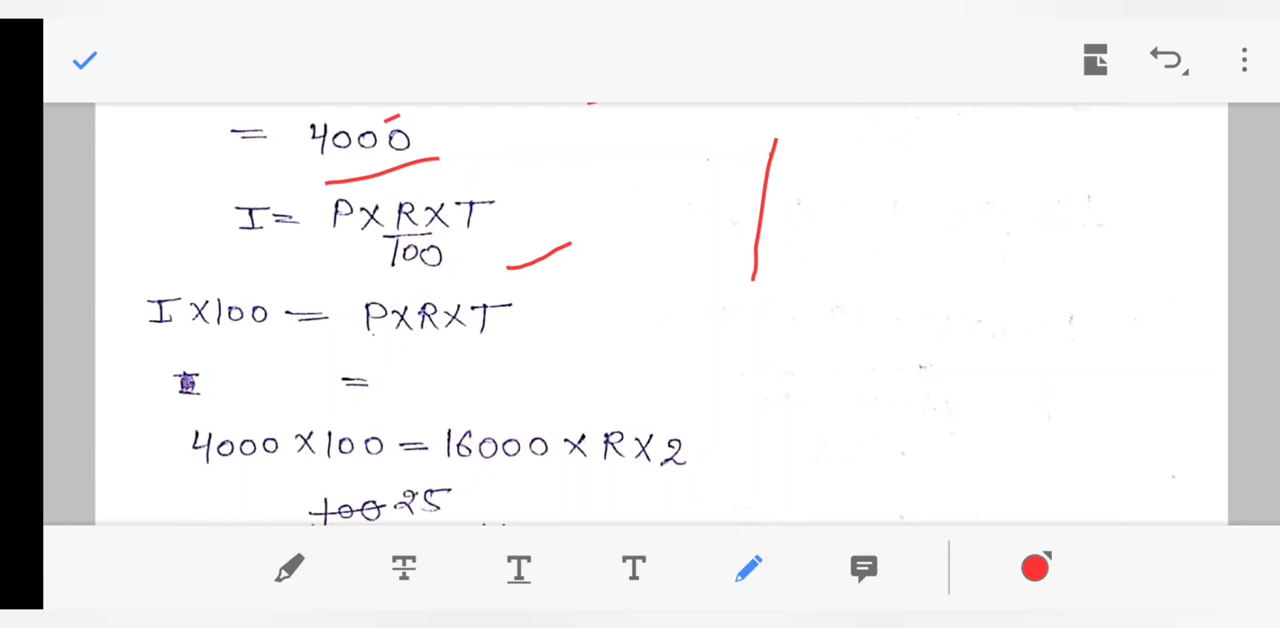 = 4000
I = P X R X T
100
I X 100 = P X R X T
=
4000 X 100 = 16000 X R X 2
100 25